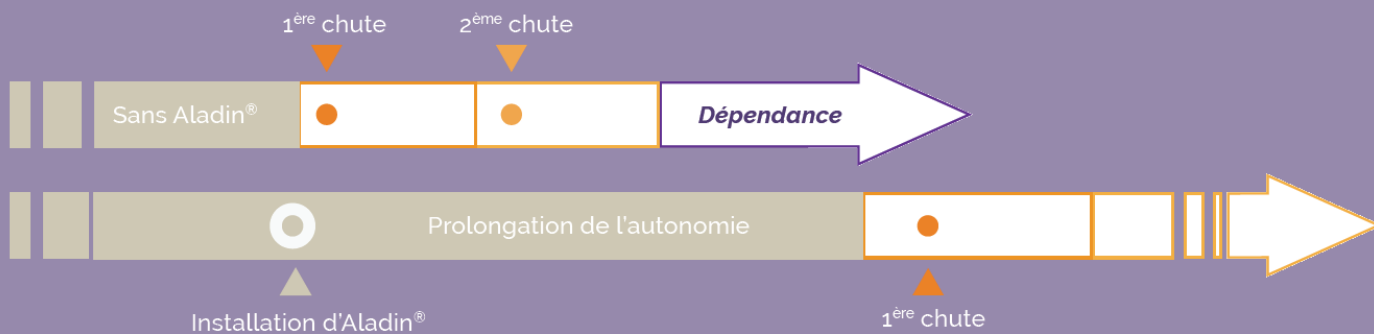 1ère chute
2ème chute
Sans Aladin®
Dépendance
Prolongation de l'autonomie
Installation d'Aladin®
1ère chute